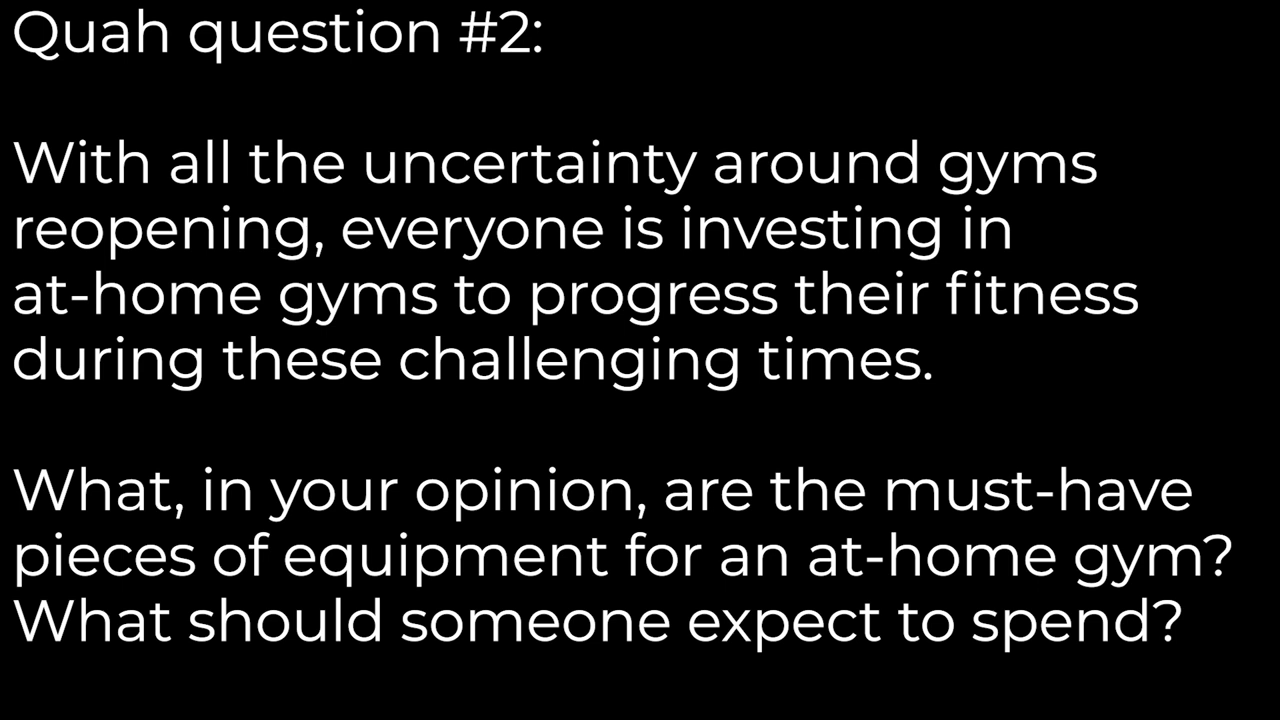 Quah question #2:
With all the uncertainty around gyms
reopening, everyone is investing in
at-home gyms to progress their fitness
during these challenging times.
What, in your opinion, are the must-have
pieces of equipment for an at-home gym?
What should someone expect to spend?